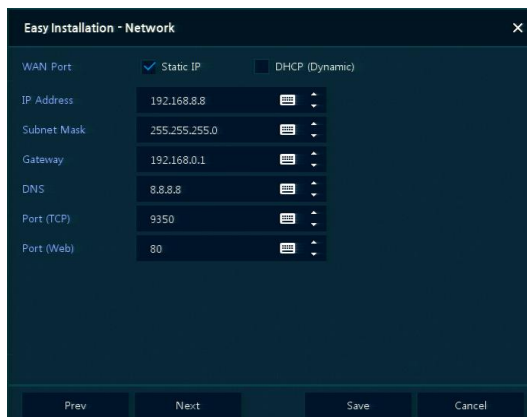 Easy Installation - Network
WAN Port Static IP DHCP (Dynamic)
IP Address 192.168.8.8
Subnet Mask 255.255.255.0
Gateway 192.168.0.1
DNS 8.8.8.8
Port (TCP) 9350
Port (Web) 80
Prev Next Save Cancel